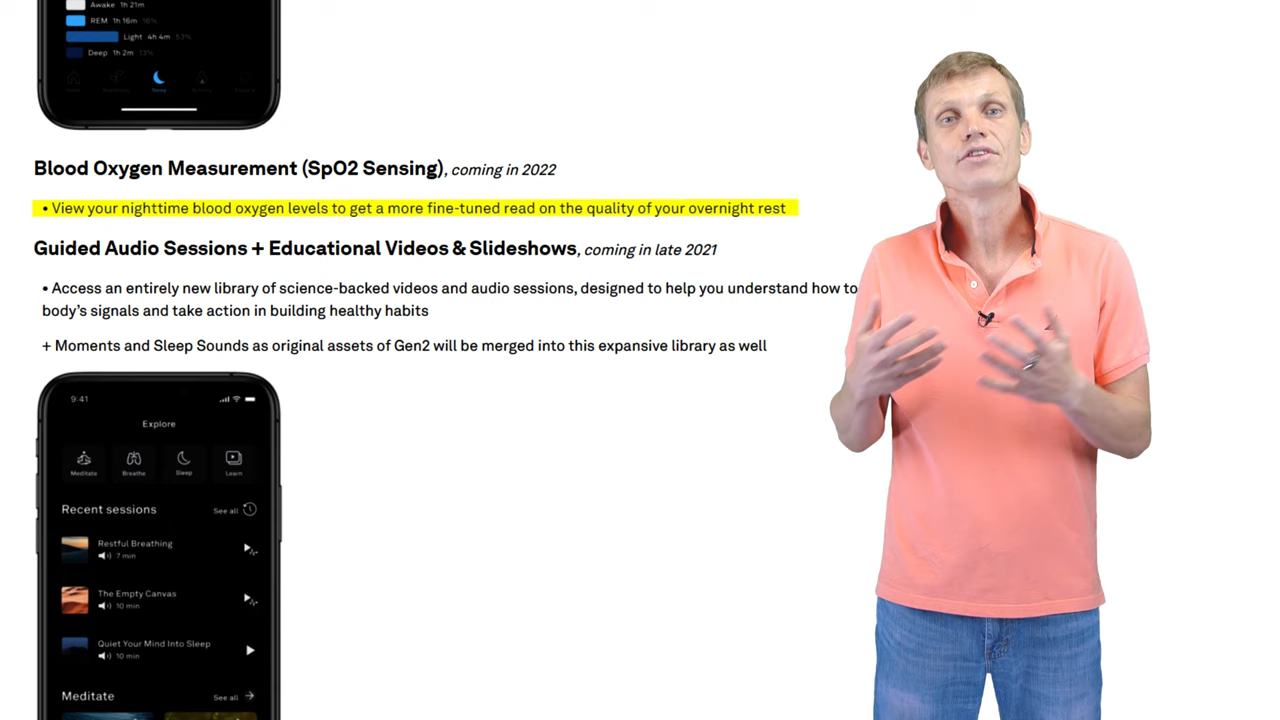 Awake 1h 21m
REM 1h 16m 16%
Light 4h 4m 53%
Deep 1h 2m 13%
Blood Oxygen Measurement (SpO2 Sensing), coming in 2022
• View your nighttime blood oxygen levels to get a more fine-tuned read on the quality of your overnight rest
Guided Audio Sessions + Educational Videos & Slideshows, coming in late 2021
• Access an entirely new library of science-backed videos and audio sessions, designed to help you understand how to
body's signals and take action in building healthy habits
+ Moments and Sleep Sounds as original assets of Gen2 will be merged into this expansive library as well
9:41
Explore
Meditate Breathe Sleep Learn
Recent sessions See all
Restful Breathing
7 min
The Empty Canvas
10 min
Quiet Your Mind Into Sleep
10 min
Meditate See all